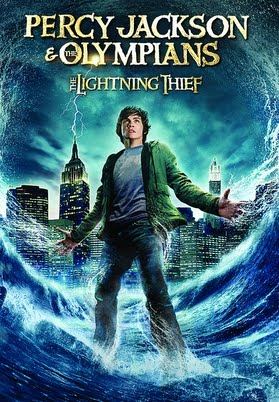 PERCY JACKSON
& THE OLYMPIANS
THE LIGHTNING THIEF